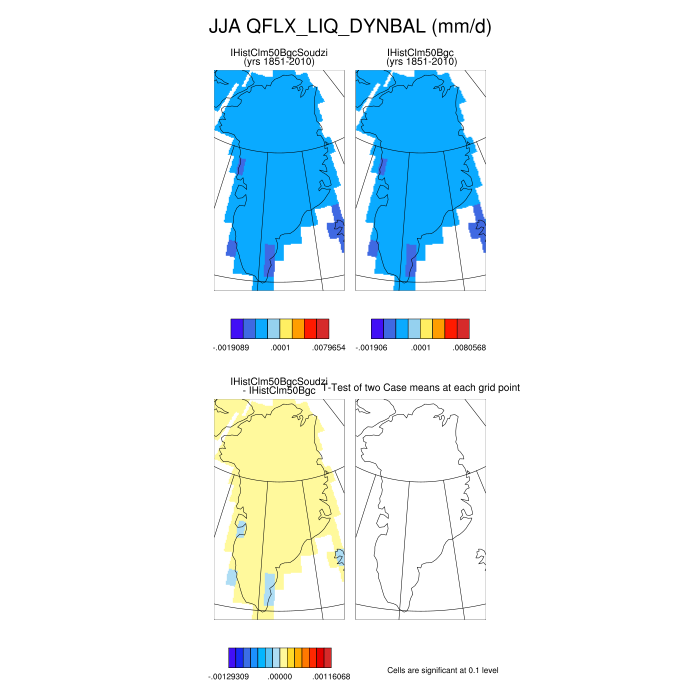 JJA QFLX_LIQ_DYNBAL (mm/d)
IHistClm50BgcSoudzi
(yrs 1851-2010)
IHistClm50Bgc
(yrs 1851-2010)
-.0019089 .0001 .0079654
-.001906 .0001 .0080568
IHistClm50BgcSoudzi
- IHistClm50Bgc
T-Test of two Case means at each grid point
-.00129309 .00000 .00116068
Cells are significant at 0.1 level